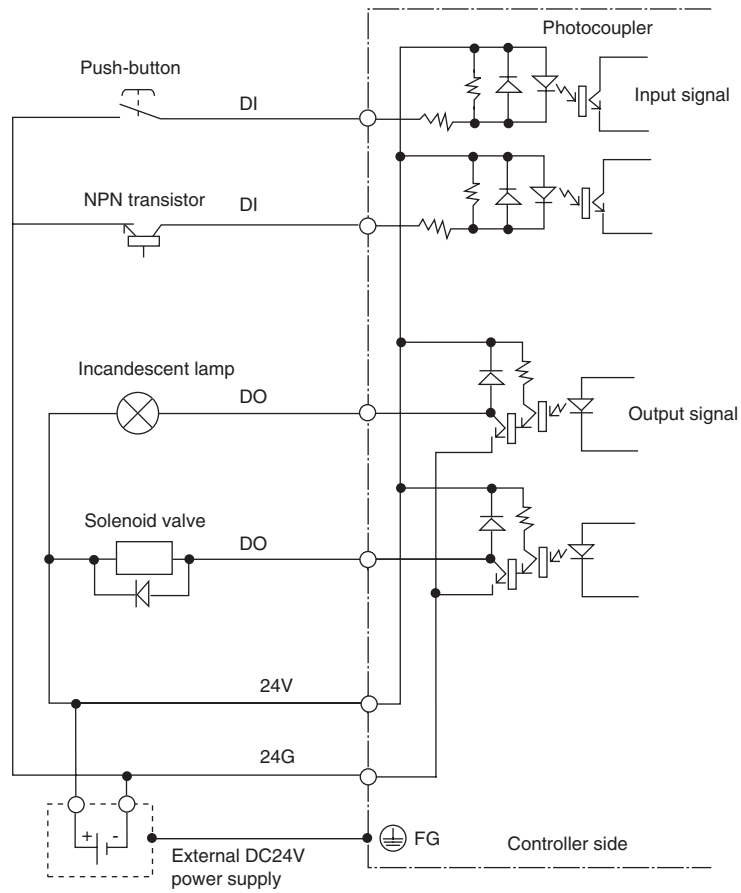 Photocoupler
Push-button
DI
Input signal
NPN transistor
DI
Incandescent lamp
DO
Output signal
Solenoid valve
DO
24V
24G
+ -
FG
External DC24V
power supply
Controller side